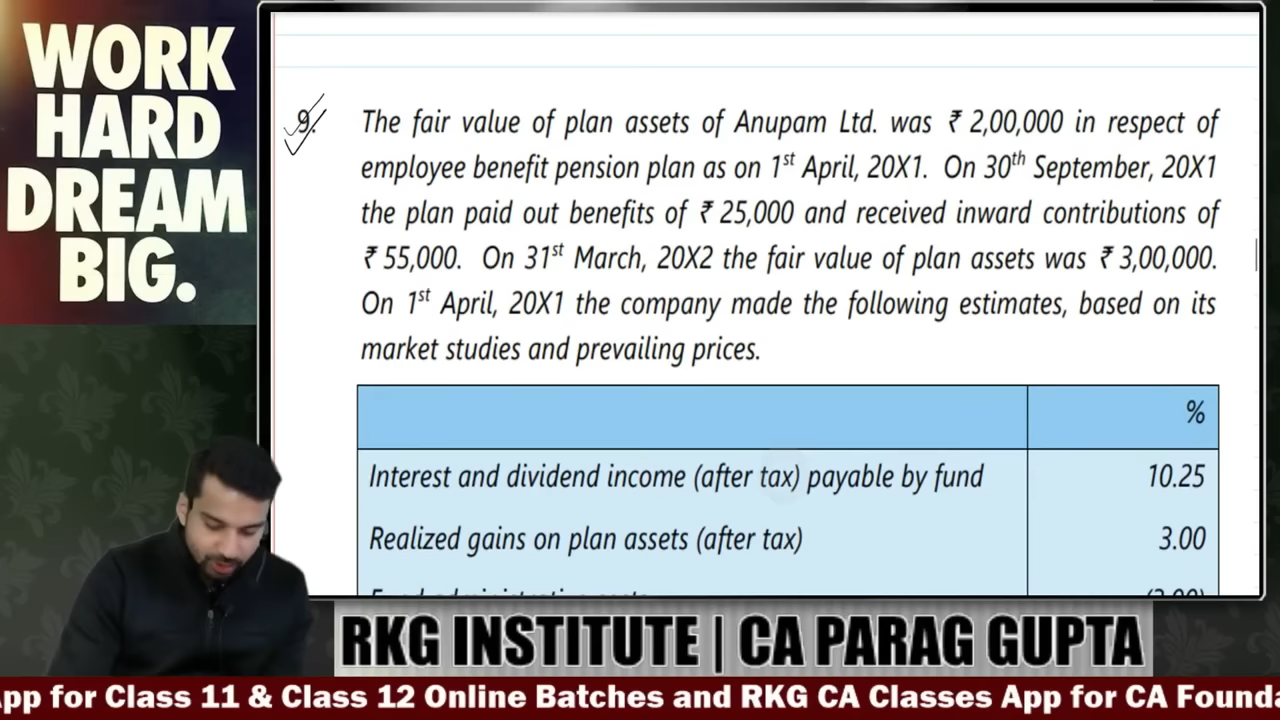 WORK
HARD
DREAM
BIG.
9. The fair value of plan assets of Anupam Ltd. was ₹ 2,00,000 in respect of
employee benefit pension plan as on 1st April, 20X1. On 30th September, 20X1
the plan paid out benefits of ₹ 25,000 and received inward contributions of
₹ 55,000. On 31st March, 20X2 the fair value of plan assets was ₹ 3,00,000.
On 1st April, 20X1 the company made the following estimates, based on its
market studies and prevailing prices.
%
Interest and dividend income (after tax) payable by fund 10.25
Realized gains on plan assets (after tax) 3.00
RKG INSTITUTE | CA PARAG GUPTA
App for Class 11 & Class 12 Online Batches and RKG CA Classes App for CA Founda